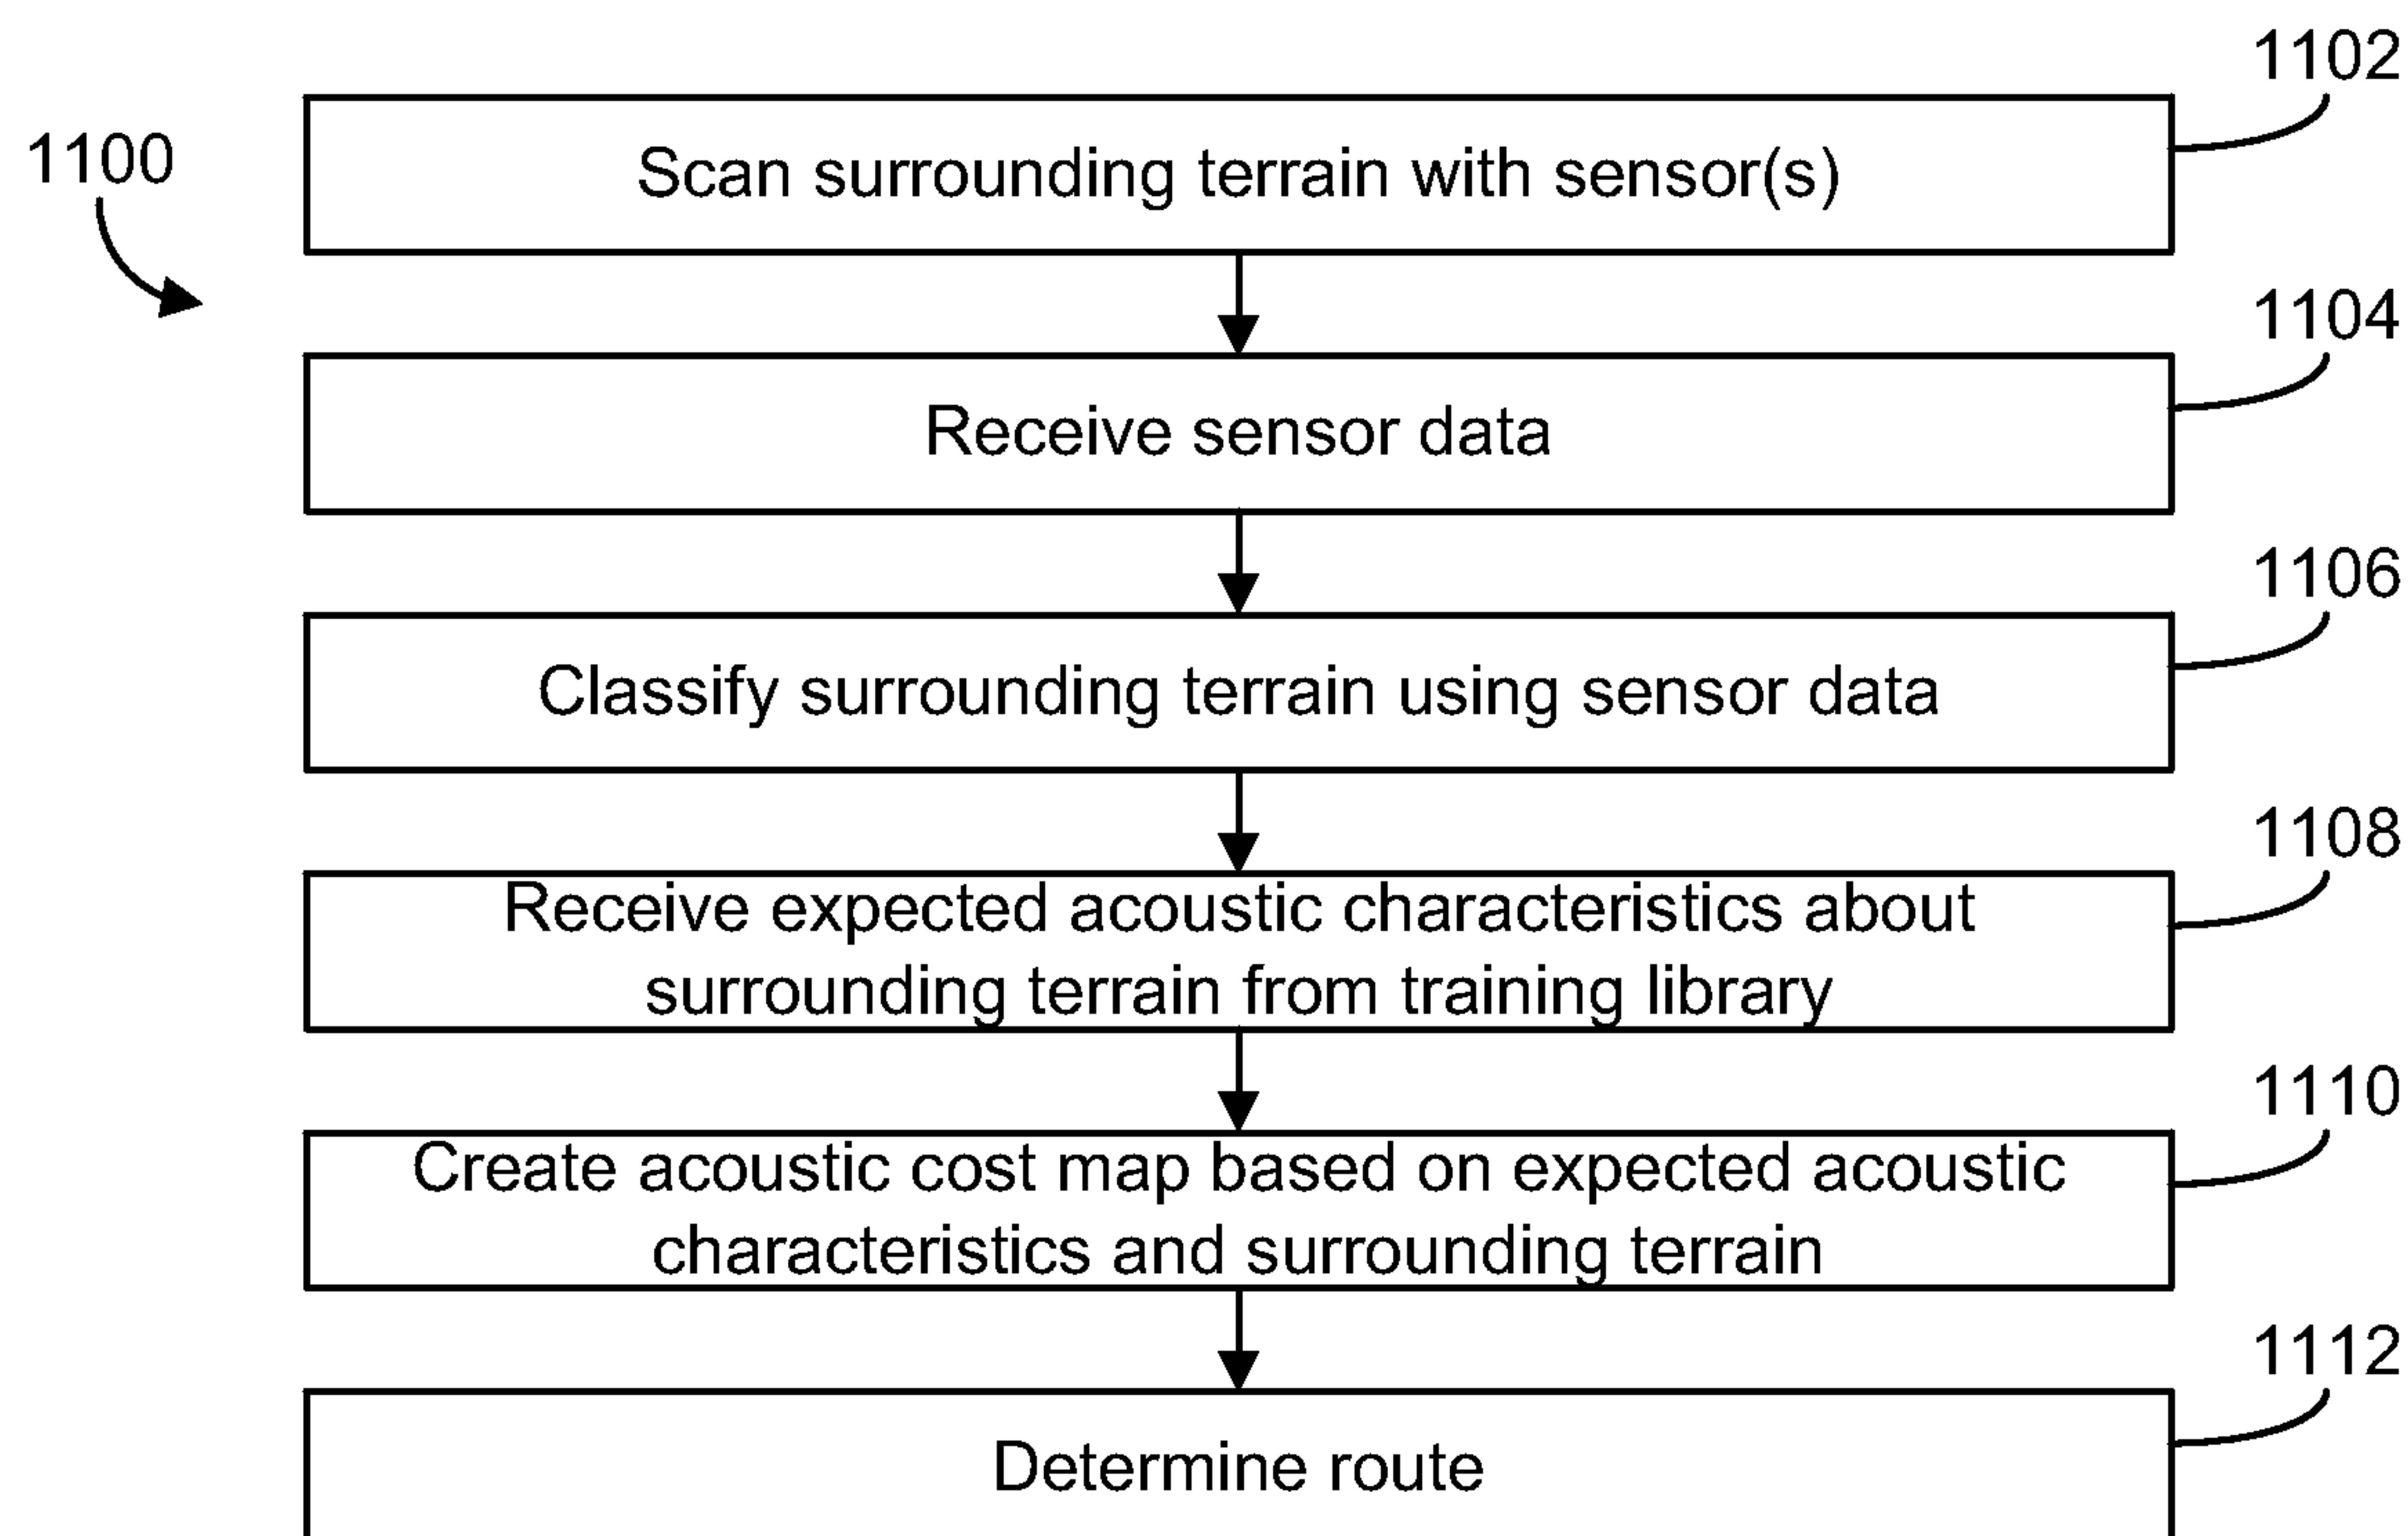 1102
1100
Scan surrounding terrain with sensor(s)
1104
Receive sensor data
1106
Classify surrounding terrain using sensor data
1108
Receive expected acoustic characteristics about
surrounding terrain from training library
1110
Create acoustic cost map based on expected acoustic
characteristics and surrounding terrain
1112
Determine route